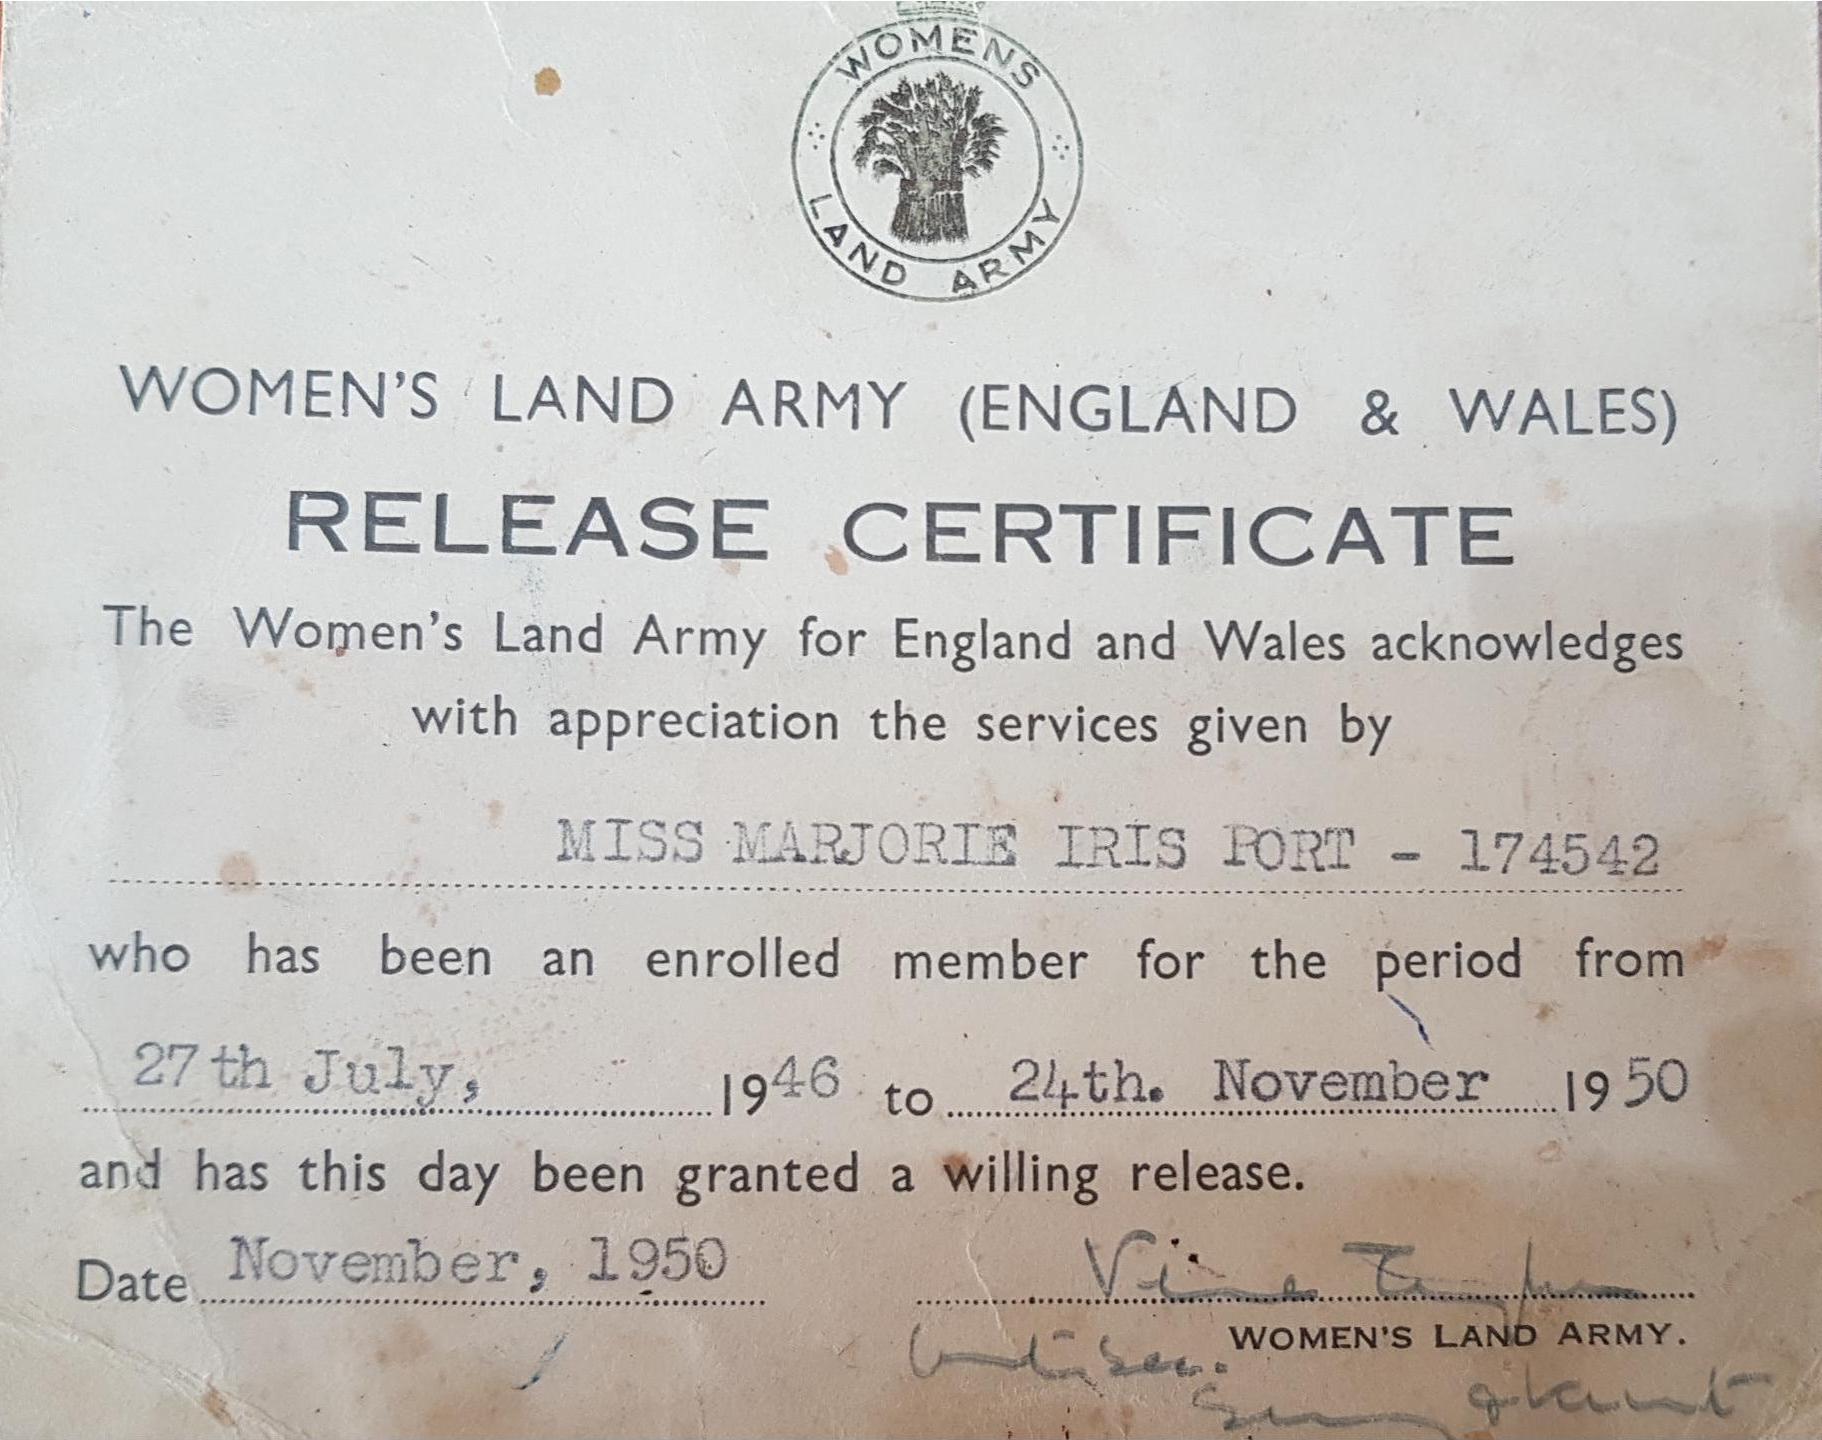 WOMENS
LAND ARMY
WOMEN'S LAND ARMY (ENGLAND & WALES)
RELEASE CERTIFICATE
The Women's Land Army for England and Wales acknowledges
with appreciation the services given by
MISS MARJORIE IRIS PORT - 174542
who has been an enrolled member for the period from
27th July, 1946 to 24th. November 1950
and has this day been granted a willing release.
Date November, 1950
WOMEN'S LAND ARMY.
& Kent